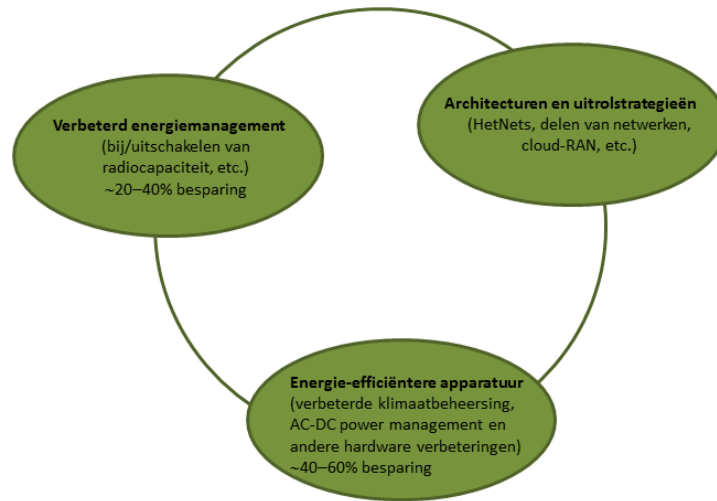 Verbeterd energiemanagement
(bij/uitschakelen van
radiocapaciteit, etc.)
~20–40% besparing
Architecturen en uitrolstrategieën
(HetNets, delen van netwerken,
cloud-RAN, etc.)
Energie-efficiëntere apparatuur
(verbeterde klimaatbeheersing,
AC-DC power management en
andere hardware verbeteringen)
~40–60% besparing